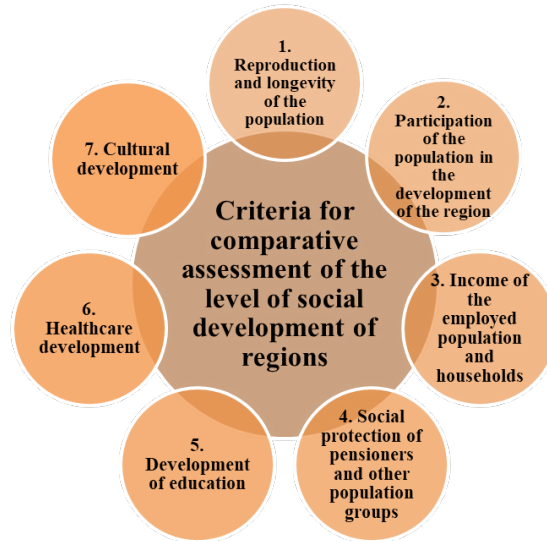 1.
Reproduction
and longevity
of the
population
2.
Participation
of the
population in
the
development
of the region
3. Income of
the
employed
population
and
households
4. Social
protection of
pensioners
and other
population
groups
5.
Development
of education
6.
Healthcare
development
7. Cultural
development
Criteria for
comparative
assessment of the
level of social
development of
regions